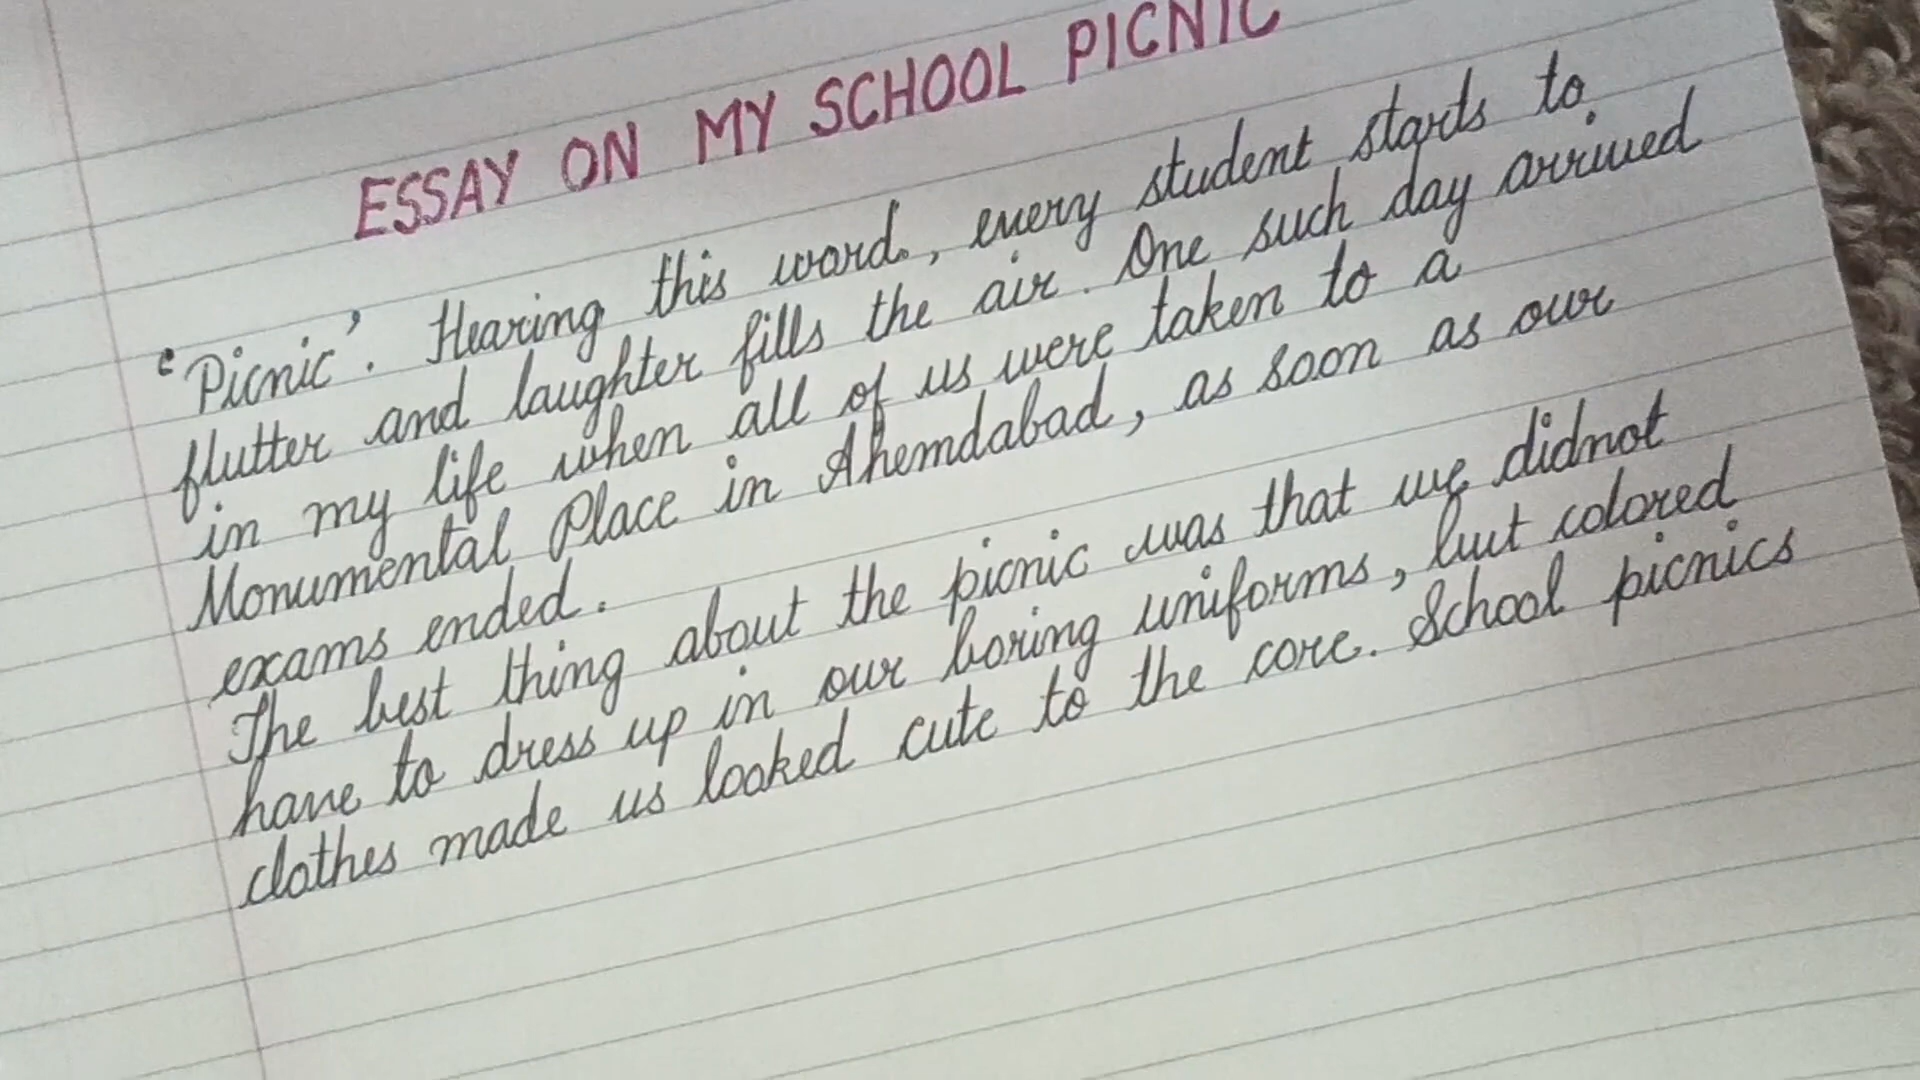 ESSAY ON MY SCHOOL PICNIC
'Picnic'. Hearing this word, every student starts to
flutter and laughter fills the air. One such day arrived
in my life when all of us were taken to a
Monumental Place in Ahemdabad, as soon as our
exams ended.
The best thing about the picnic was that we didnot
have to dress up in our boring uniforms, but colored
clothes made us looked cute to the core. School picnics